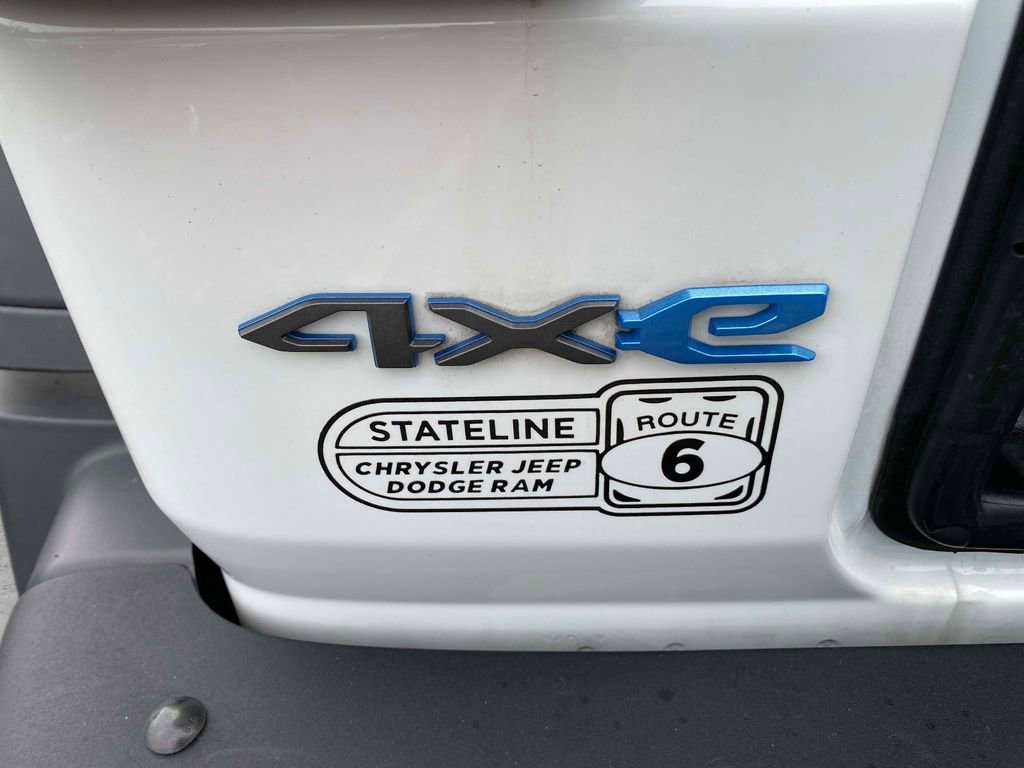 4xe
STATELINE
CHRYSLER JEEP
DODGE RAM
ROUTE
6